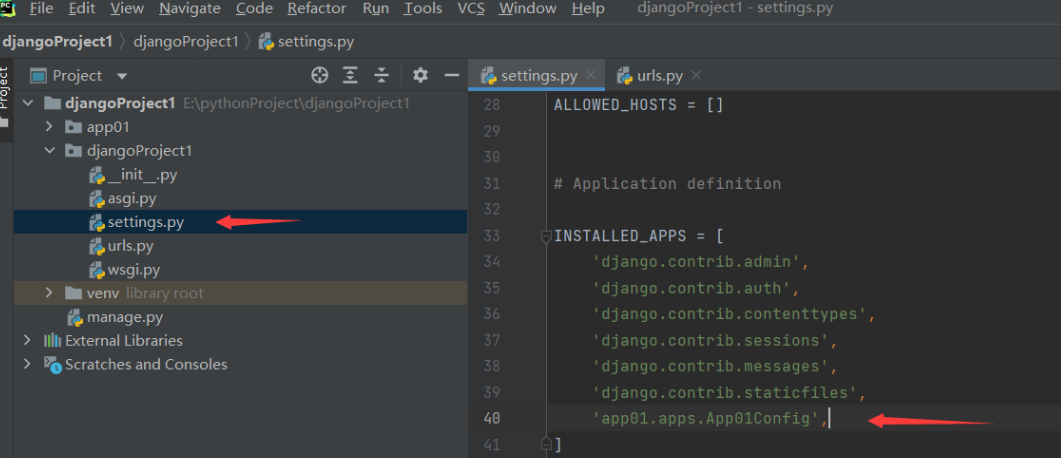 File Edit View Navigate Code Refactor Run Tools VCS Window Help djangoProject1 - settings.py
djangoProject1 djangoProject1 settings.py
Project
Project
djangoProject1 E:\pythonProject\djangoProject1
app01
djangoProject1
__init__.py
asgi.py
settings.py
urls.py
wsgi.py
venv library root
manage.py
External Libraries
Scratches and Consoles
settings.py urls.py
28 ALLOWED_HOSTS = []
29
30
31 # Application definition
32
33 INSTALLED_APPS = [
34 'django.contrib.admin',
35 'django.contrib.auth',
36 'django.contrib.contenttypes',
37 'django.contrib.sessions',
38 'django.contrib.messages',
39 'django.contrib.staticfiles',
40 'app01.apps.App01Config',
41 ]